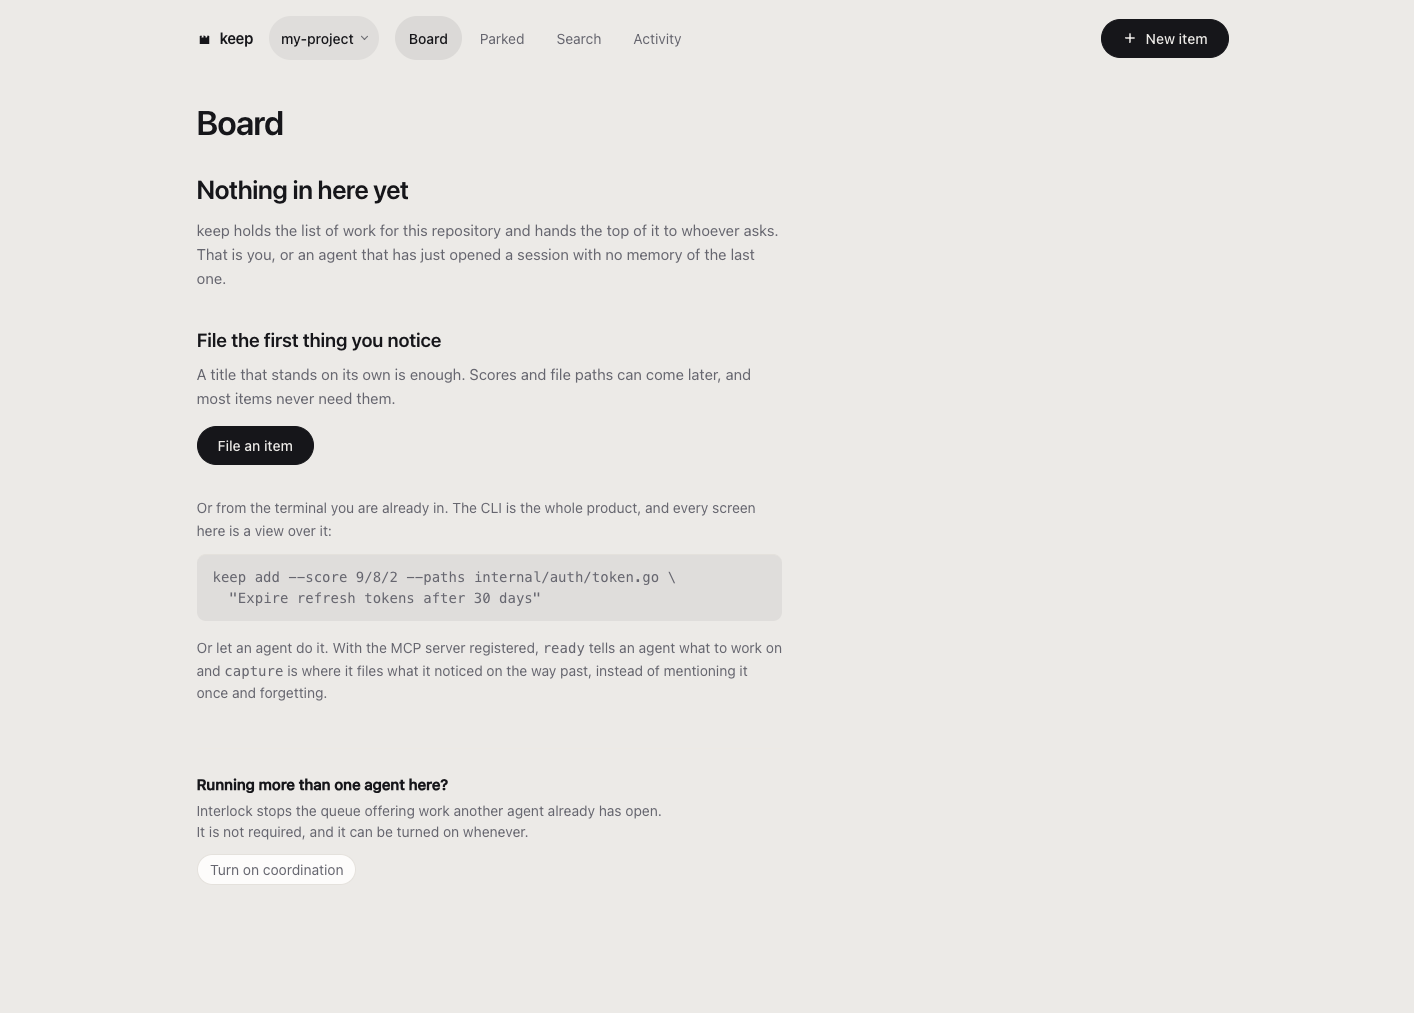 keep
my-project
Board
Parked
Search
Activity
+ New item
Board
Nothing in here yet
keep holds the list of work for this repository and hands the top of it to whoever asks.
That is you, or an agent that has just opened a session with no memory of the last
one.
File the first thing you notice
A title that stands on its own is enough. Scores and file paths can come later, and
most items never need them.
File an item
Or from the terminal you are already in. The CLI is the whole product, and every screen
here is a view over it:
keep add --score 9/8/2 --paths internal/auth/token.go \
"Expire refresh tokens after 30 days"
Or let an agent do it. With the MCP server registered, ready tells an agent what to work on
and capture is where it files what it noticed on the way past, instead of mentioning it
once and forgetting.
Running more than one agent here?
Interlock stops the queue offering work another agent already has open.
It is not required, and it can be turned on whenever.
Turn on coordination